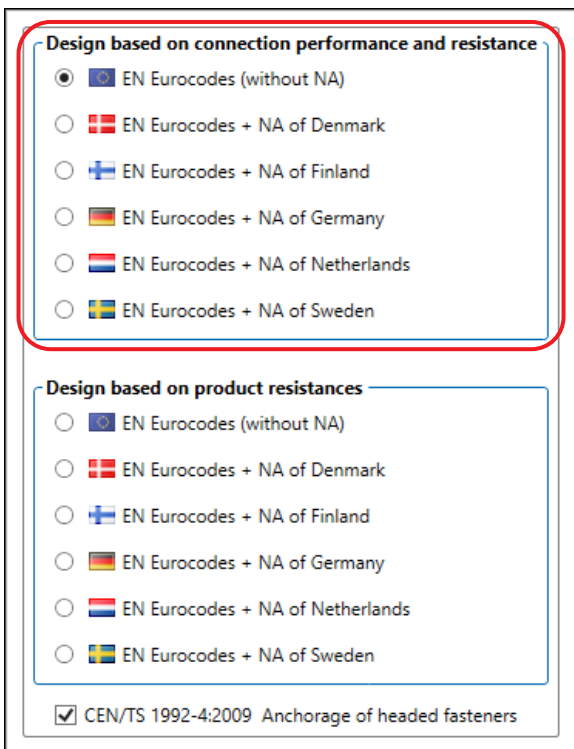 Design based on connection performance and resistance
EN Eurocodes (without NA)
EN Eurocodes + NA of Denmark
EN Eurocodes + NA of Finland
EN Eurocodes + NA of Germany
EN Eurocodes + NA of Netherlands
EN Eurocodes + NA of Sweden
Design based on product resistances
EN Eurocodes (without NA)
EN Eurocodes + NA of Denmark
EN Eurocodes + NA of Finland
EN Eurocodes + NA of Germany
EN Eurocodes + NA of Netherlands
EN Eurocodes + NA of Sweden
CEN/TS 1992-4:2009 Anchorage of headed fasteners